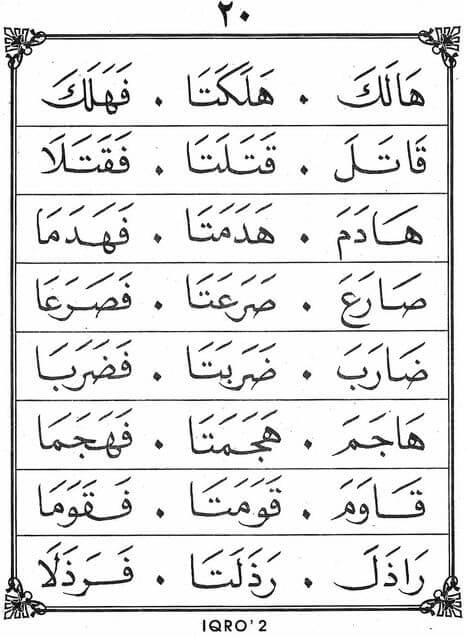 ٢٠
هَالَكَ . هَلَكَتَا . فَهَلَكَ
قَاتَلَ . قَتَلَتَا . فَقَتَلَا
هَادَمَ . هَدَمَتَا . فَهَدَمَا
صَارَعَ . صَرَعَتَا . فَصَرَعَا
ضَارَبَ . ضَرَبَتَا . فَضَرَبَا
هَاجَمَ . هَجَمَتَا . فَهَجَمَا
قَاوَمَ . قَوَمَتَا . فَقَوَمَا
رَاذَلَ . رَذَلَتَا . فَرَذَلَا
IQRO' 2